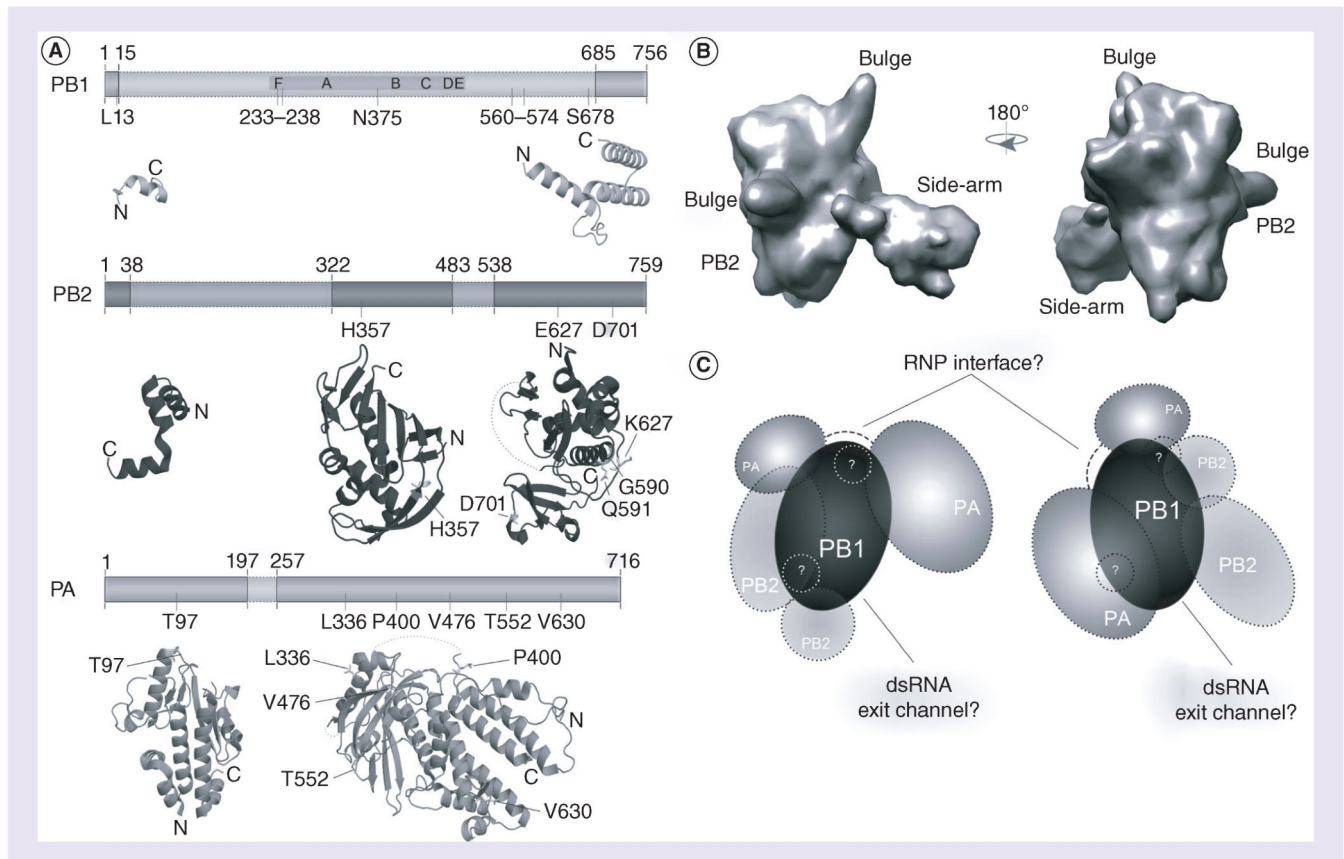 A
1 15 685 756
PB1
F A B C DE
L13 233–238 N375 560–574 S678
N C
N C
1 38 322 483 538 759
PB2
H357 E627 D701
C N
C N H357
N K627 G590 Q591 C D701
1 197 257 716
PA
T97 L336 P400 V476 T552 V630
T97 C N
L336 P400 V476 N C T552 V630
B
Bulge Bulge
180°
Bulge
Side-arm
Bulge
PB2 PB2
Side-arm
C
RNP interface?
PA ? PA
PB1
PB2 ?
PB2
PA
? PB2
PB1
PB2
?
PA
dsRNA
exit channel?
dsRNA
exit channel?